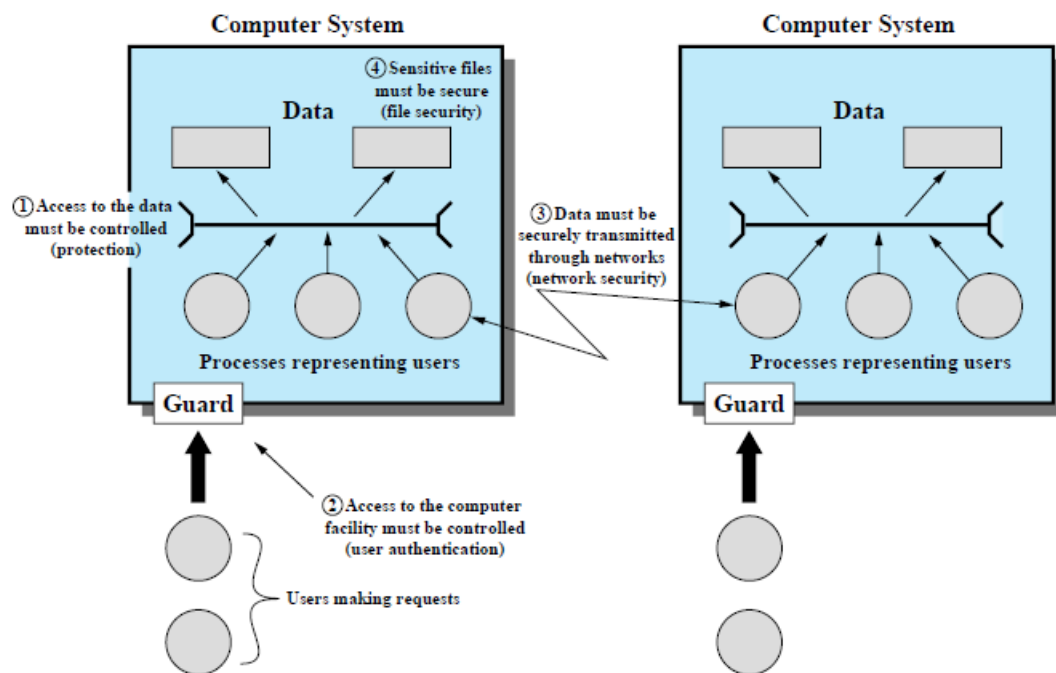 Computer System
④ Sensitive files
must be secure
(file security)
Data
① Access to the data
must be controlled
(protection)
Processes representing users
Guard
② Access to the computer
facility must be controlled
(user authentication)
Users making requests
③ Data must be
securely transmitted
through networks
(network security)
Computer System
Data
Processes representing users
Guard